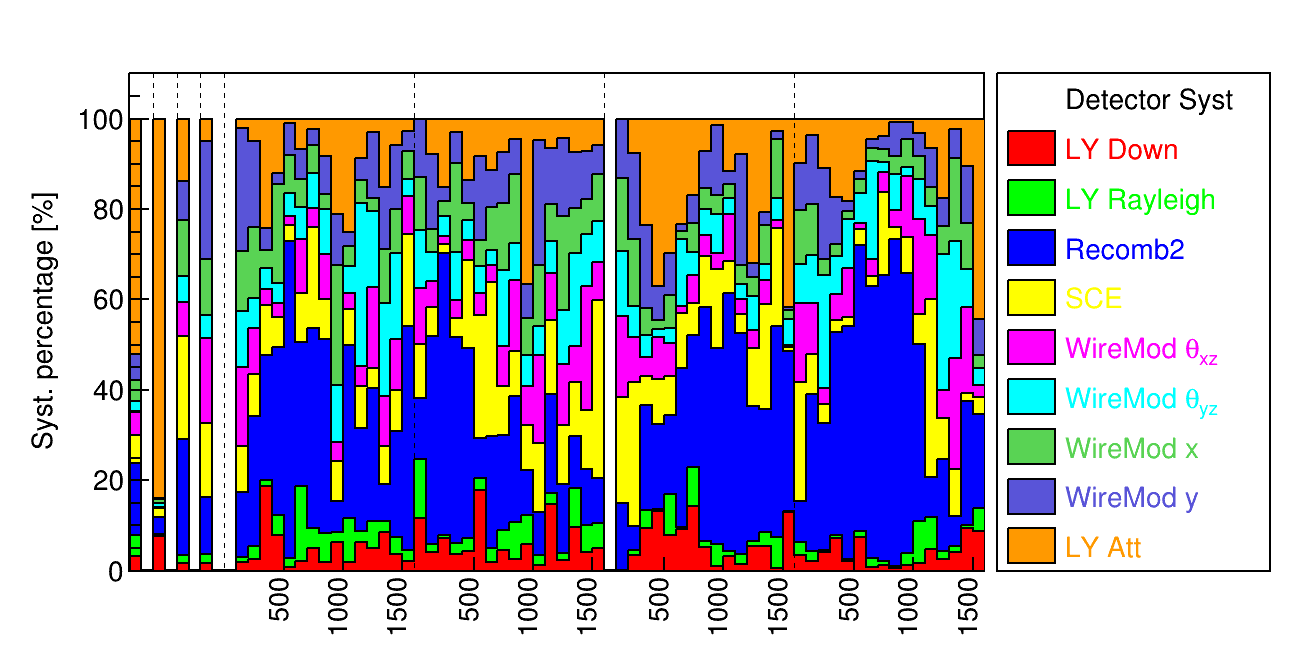 Syst. percentage [%]
100
80
60
40
20
0
500
1000
1500
500
1000
1500
500
1000
1500
500
1000
1500
Detector Syst
LY Down
LY Rayleigh
Recomb2
SCE
WireMod θxz
WireMod θyz
WireMod x
WireMod y
LY Att